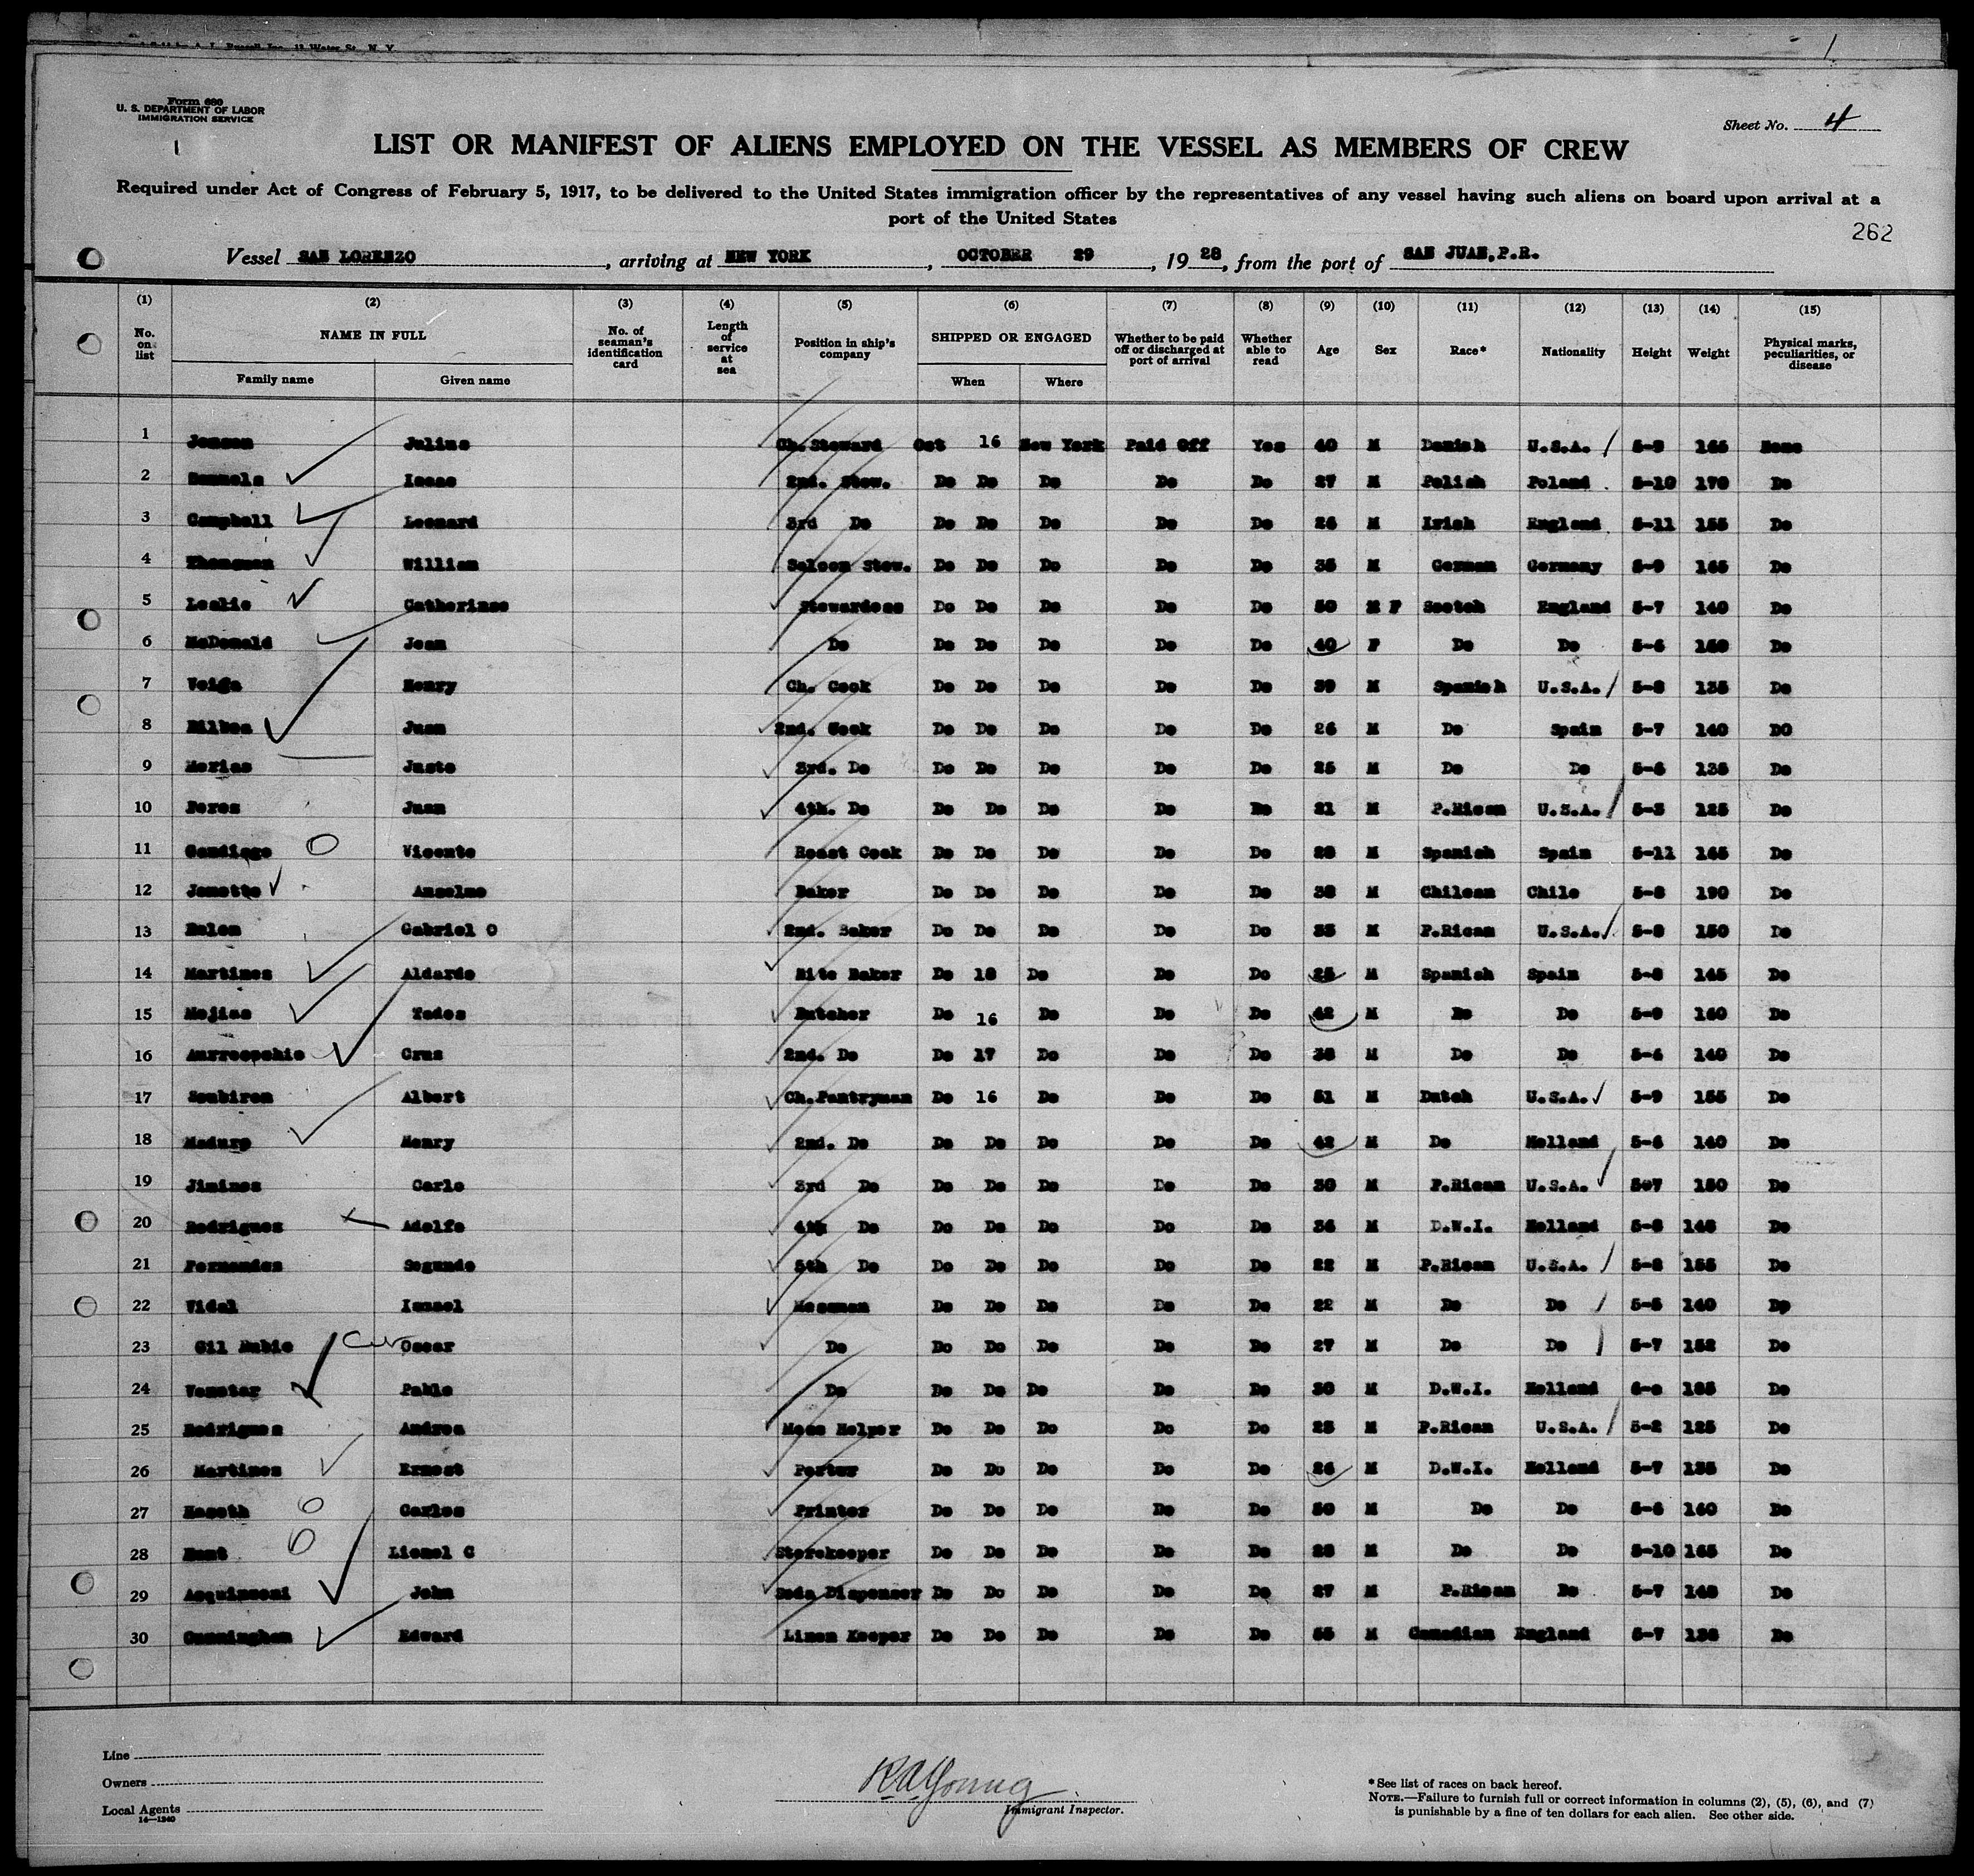 Form 680
U. S. DEPARTMENT OF LABOR
IMMIGRATION SERVICE
Sheet No. 4
LIST OR MANIFEST OF ALIENS EMPLOYED ON THE VESSEL AS MEMBERS OF CREW
Required under Act of Congress of February 5, 1917, to be delivered to the United States immigration officer by the representatives of any vessel having such aliens on board upon arrival at a
port of the United States
262
Vessel SAN LORENZO, arriving at NEW YORK, OCTOBER 29, 1928, from the port of SAN JUAN,P.R.
(1) (2) (3) (4) (5) (6) (7) (8) (9) (10) (11) (12) (13) (14) (15)
No. on list NAME IN FULL Family name Given name No. of seaman's identification card Length of service at sea Position in ship's company SHIPPED OR ENGAGED When Where Whether to be paid off or discharged at port of arrival Whether able to read Age Sex Race* Nationality Height Weight Physical marks, peculiarities, or disease
1 Jensen Julius Ch. Steward Oct 16 New York Paid Off Yes 40 M Danish U.S.A. 5-9 165 None
2 Isaac 2nd. Stew. Do Do Do Do Do 27 M Polish Poland 5-10 170 Do
3 Campbell Leonard 3rd Do Do Do Do Do Do 26 M Irish England 5-11 155 Do
4 William Saloon Stew. Do Do Do Do Do 35 M German Germany 5-9 165 Do
5 Leslie Catherine Stewardess Do Do Do Do Do 50 M F Scotch England 5-7 140 Do
6 McDonald Jean Do Do Do Do Do Do 40 F Do Do 5-6 Do
7 Veiga Henry Ch. Cook Do Do Do Do Do 39 M Spanish U.S.A. 5-8 135 Do
8 Juan 2nd. Cook Do Do Do Do Do 26 M Do Spain 5-7 140 DO
9 Justo 3rd. Do Do Do Do Do Do 25 M Do Do 5-6 135 Do
10 Juan 4th. Do Do Do Do Do Do 21 M P.Rican U.S.A. 5-3 125 Do
11 Vicente Roast Cook Do Do Do Do Do M Spanish Spain 5-11 165 Do
12 Anselmo Baker Do Do Do Do Do 38 M Chilean Chile 5-8 190 Do
13 Gabriel O 2nd. Baker Do Do Do Do Do M P.Rican U.S.A. 150 Do
14 Martinez Nite Baker Do 18 Do Do Do M Spanish Spain 5-8 145 Do
15 Mejias Butcher Do 16 Do Do Do 42 M Do Do 5-9 160 Do
16 Cruz 2nd. Do Do 17 Do Do Do 38 M Do Do 5-6 140 Do
17 Albert Ch.Pantryman Do 16 Do Do Do 51 M Dutch U.S.A. 5-9 155 Do
18 Maduro Henry 2nd. Do Do Do Do Do Do 42 M Do Holland 5-6 140 Do
19 Jiminez Carlo 3rd Do Do Do Do Do Do 30 M P.Rican U.S.A. 5-7 150 Do
20 Rodriguez Adolfo 4th Do Do Do Do Do Do 36 M D.W.I. Holland 5-8 Do
21 Fernandez Segundo 5th Do Do Do Do Do Do 22 M P.Rican U.S.A. 5-8 155 Do
22 Vidal Ismael Messman Do Do Do Do Do 22 M Do Do 5-5 140 Do
23 Gil Rubio Oscar Do Do Do Do Do Do 27 M Do Do 5-7 152 Do
24 Pablo Do Do Do Do Do Do 30 M D.W.I. Holland Do
25 Rodriguez Andrea Mess Helper Do Do Do Do Do M P.Rican U.S.A. 5-2 125 Do
26 Martinez Ernest Porter Do Do Do Do Do 26 M D.W.I. Holland 5-7 135 Do
27 Carlos Printer Do Do Do Do Do M Do Do 5-6 160 Do
28 Lionel C Storekeeper Do Do Do Do Do 28 M Do Do 5-10 165 Do
29 John Soda Dispenser Do Do Do Do Do 27 M P.Rican Do 5-7 Do
30 Cunningham Edward Linen Keeper Do Do Do Do Do 55 M Canadian England 5-7 Do
Line
Owners
Local Agents
14—1240
R A Young
Immigrant Inspector.
*See list of races on back hereof.
NOTE.—Failure to furnish full or correct information in columns (2), (5), (6), and (7)
is punishable by a fine of ten dollars for each alien. See other side.